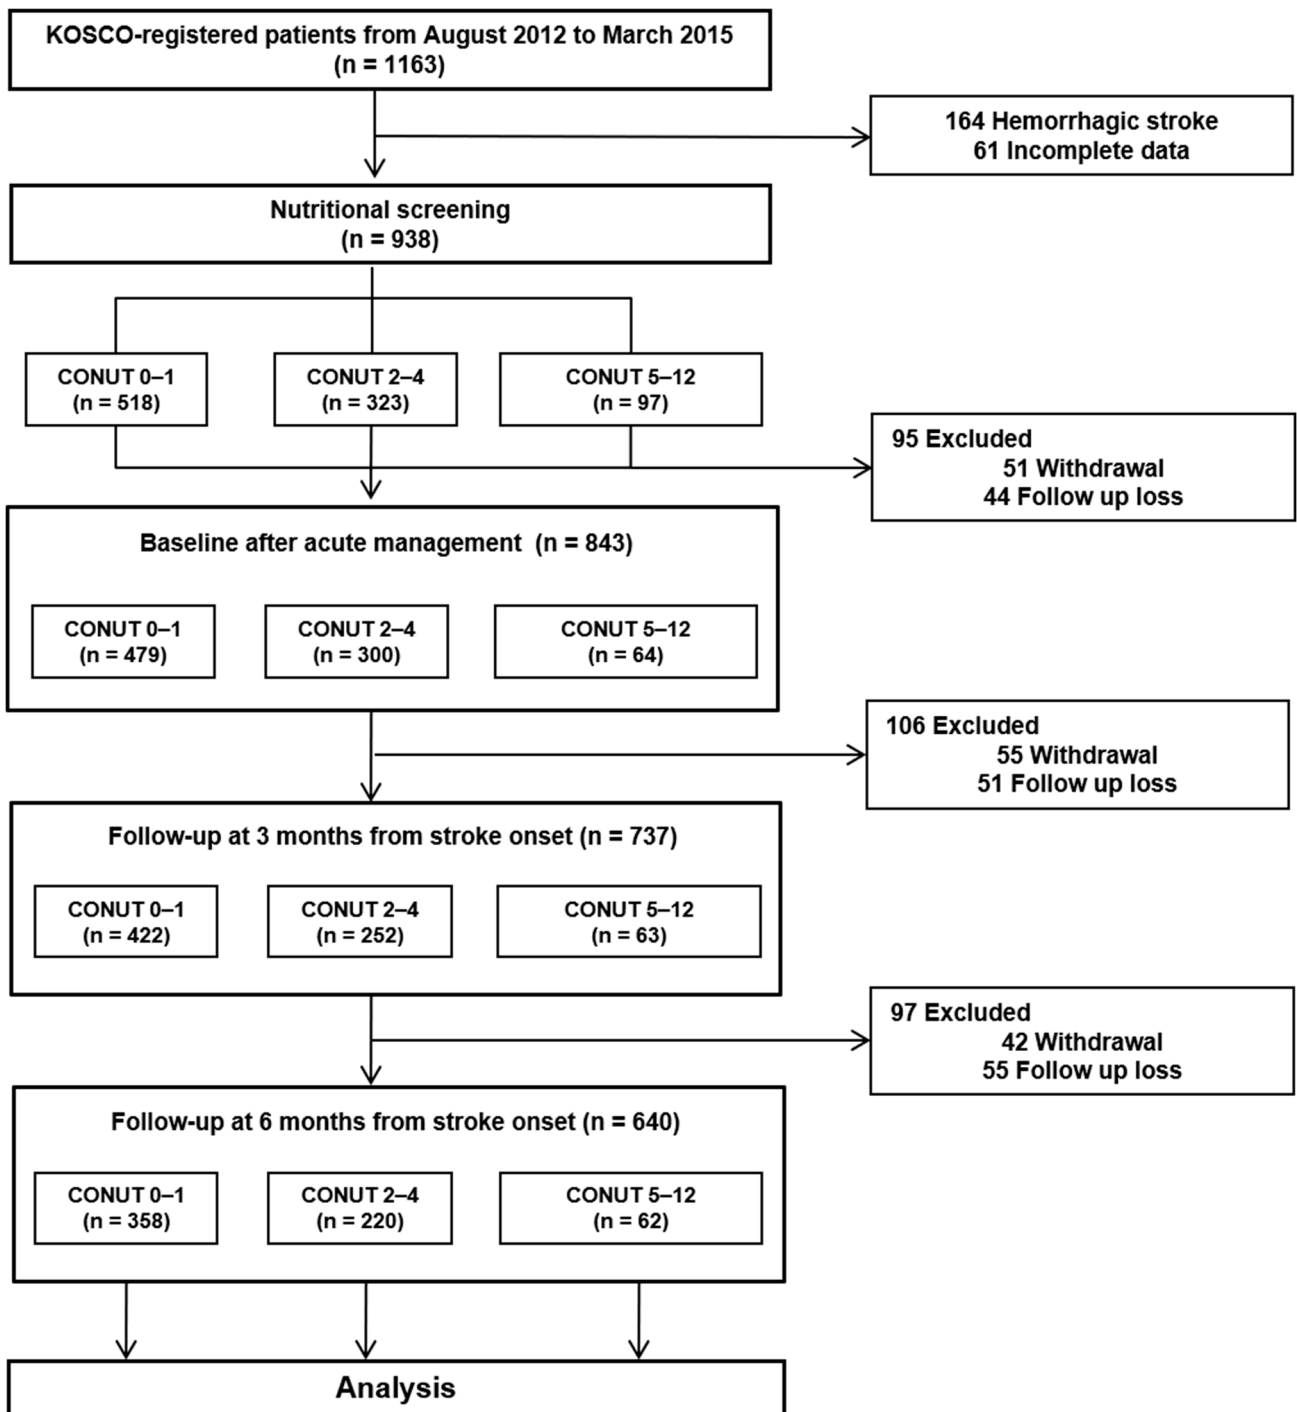 KOSCO-registered patients from August 2012 to March 2015
(n = 1163)
164 Hemorrhagic stroke
61 Incomplete data
Nutritional screening
(n = 938)
CONUT 0–1
(n = 518)
CONUT 2–4
(n = 323)
CONUT 5–12
(n = 97)
95 Excluded
51 Withdrawal
44 Follow up loss
Baseline after acute management (n = 843)
CONUT 0–1
(n = 479)
CONUT 2–4
(n = 300)
CONUT 5–12
(n = 64)
106 Excluded
55 Withdrawal
51 Follow up loss
Follow-up at 3 months from stroke onset (n = 737)
CONUT 0–1
(n = 422)
CONUT 2–4
(n = 252)
CONUT 5–12
(n = 63)
97 Excluded
42 Withdrawal
55 Follow up loss
Follow-up at 6 months from stroke onset (n = 640)
CONUT 0–1
(n = 358)
CONUT 2–4
(n = 220)
CONUT 5–12
(n = 62)
Analysis